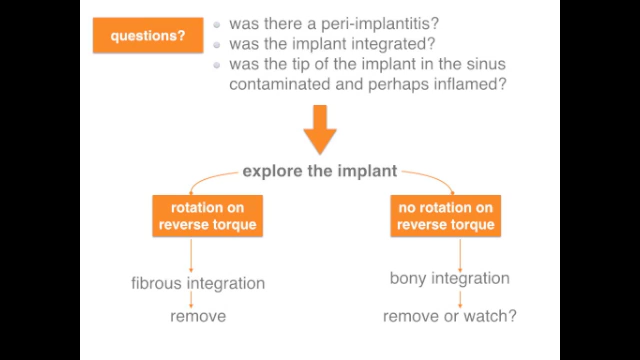 questions?
was there a peri-implantitis?
was the implant integrated?
was the tip of the implant in the sinus
contaminated and perhaps inflamed?
explore the implant
rotation on
reverse torque
no rotation on
reverse torque
fibrous integration
bony integration
remove
remove or watch?